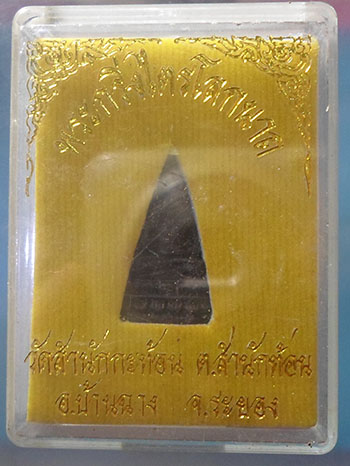 พระกริ่งไตรโลกนาถ
วัดสำนักกะท้อน ต.สำนักท้อน
อ.บ้านฉาง จ.ระยอง